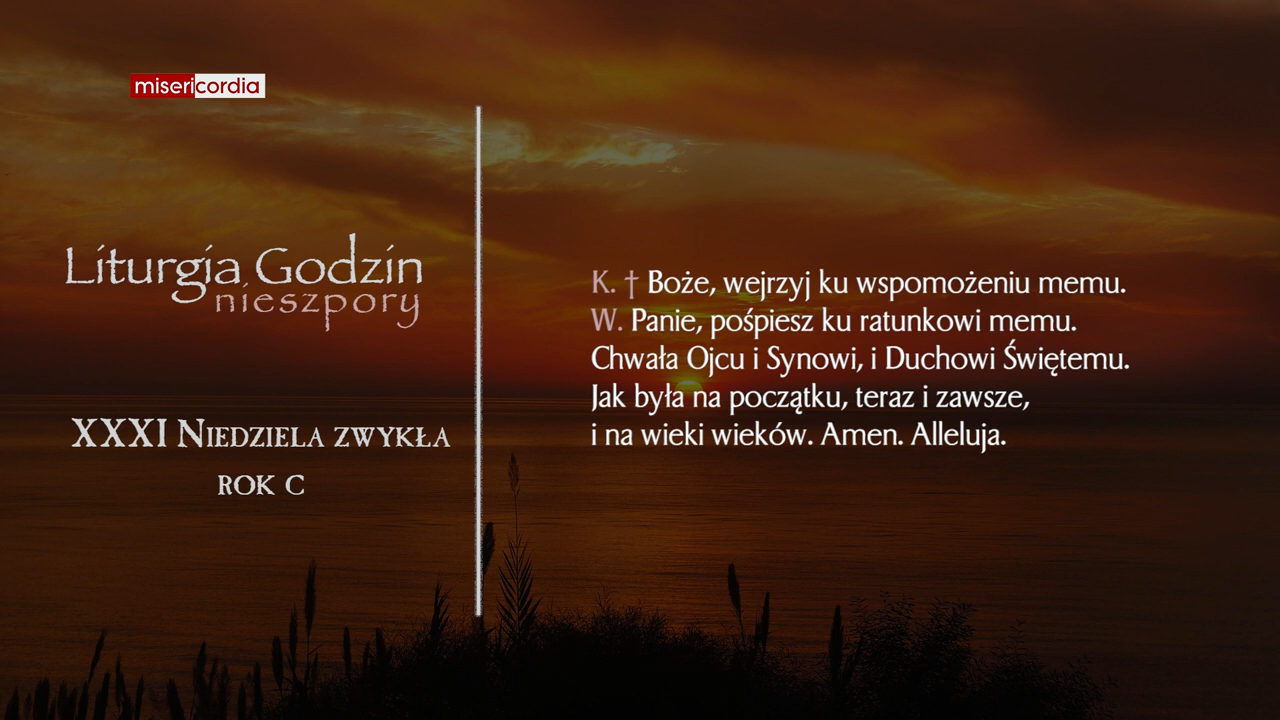 misericordia
Liturgia Godzin
nieszpory
XXXI Niedziela zwykła
rok C
K. † Boże, wejrzyj ku wspomożeniu memu.
W. Panie, pośpiesz ku ratunkowi memu.
Chwała Ojcu i Synowi, i Duchowi Świętemu.
Jak była na początku, teraz i zawsze,
i na wieki wieków. Amen. Alleluja.